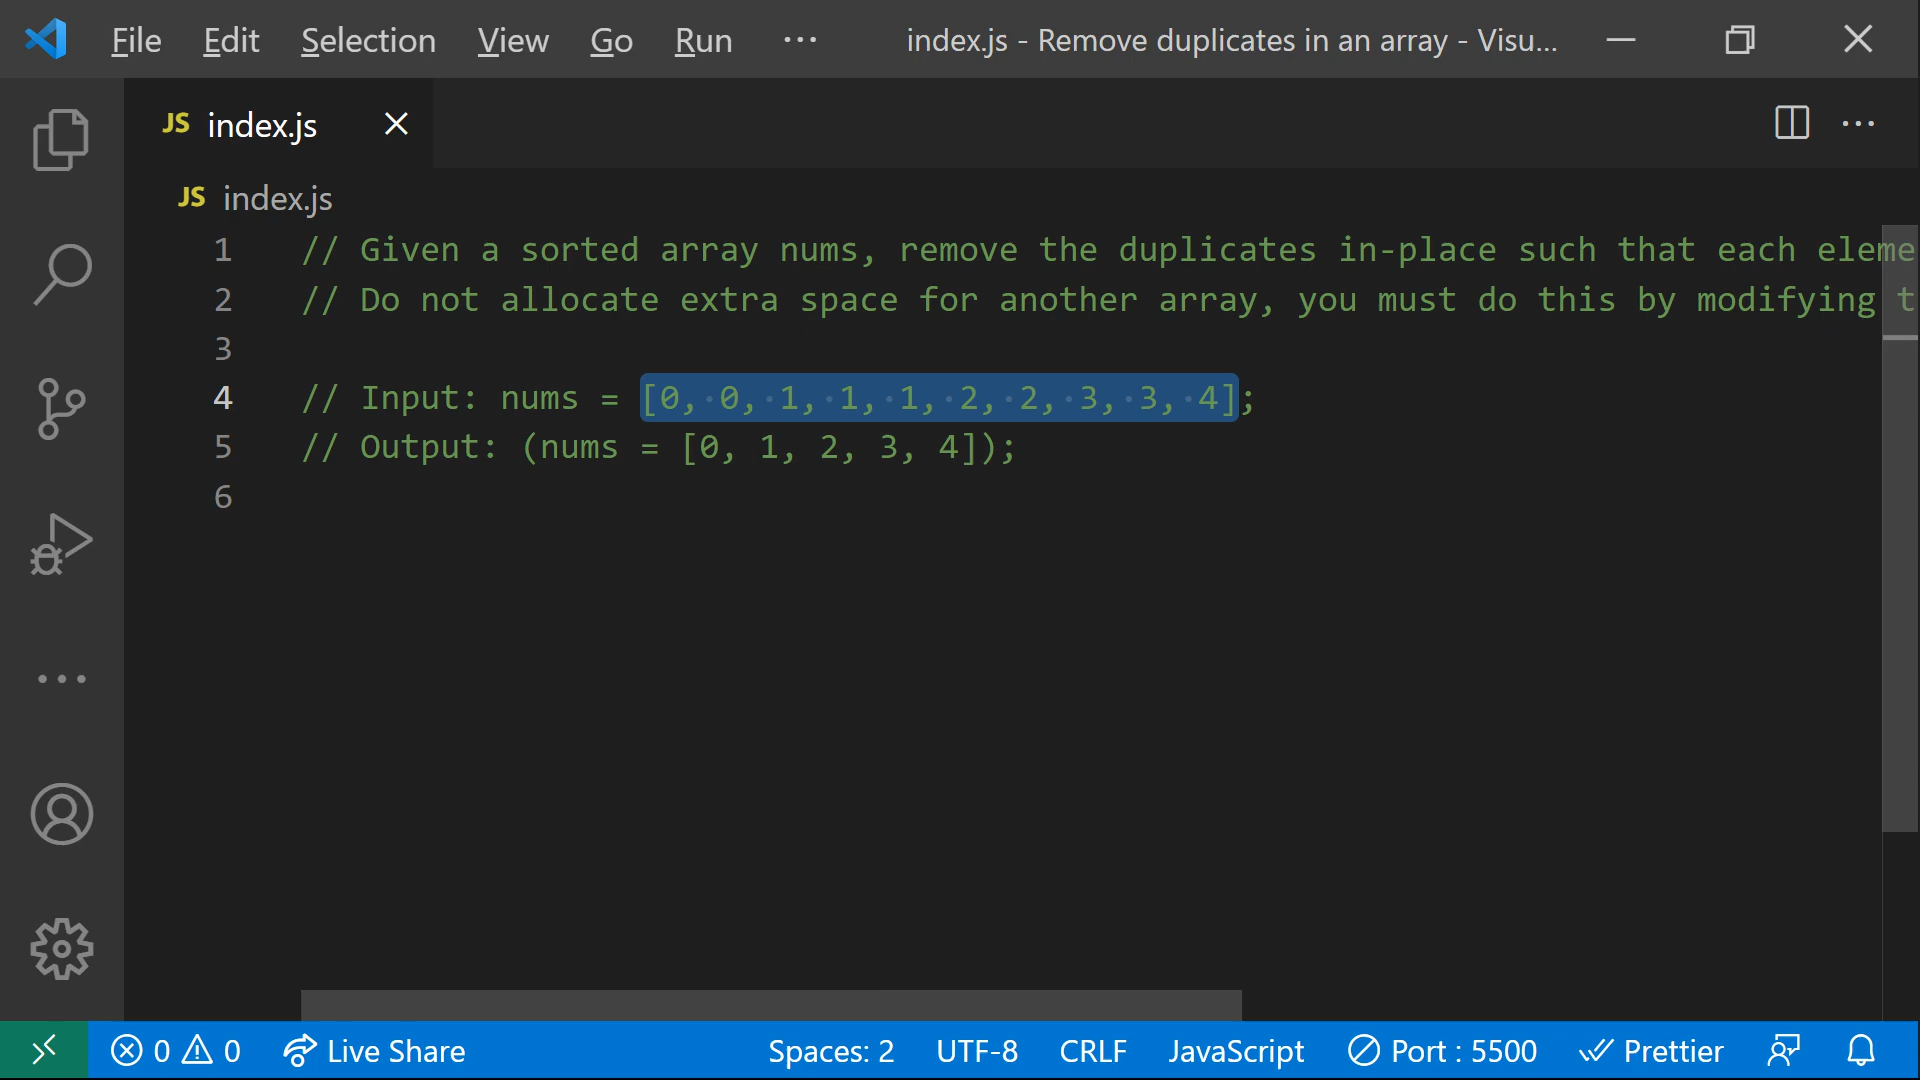 File Edit Selection View Go Run ··· index.js - Remove duplicates in an array - Visu...
JS index.js
JS index.js
1 // Given a sorted array nums, remove the duplicates in-place such that each eleme
2 // Do not allocate extra space for another array, you must do this by modifying t
3
4 // Input: nums = [0, 0, 1, 1, 1, 2, 2, 3, 3, 4];
5 // Output: (nums = [0, 1, 2, 3, 4]);
6
0 0 Live Share Spaces: 2 UTF-8 CRLF JavaScript Port : 5500 Prettier